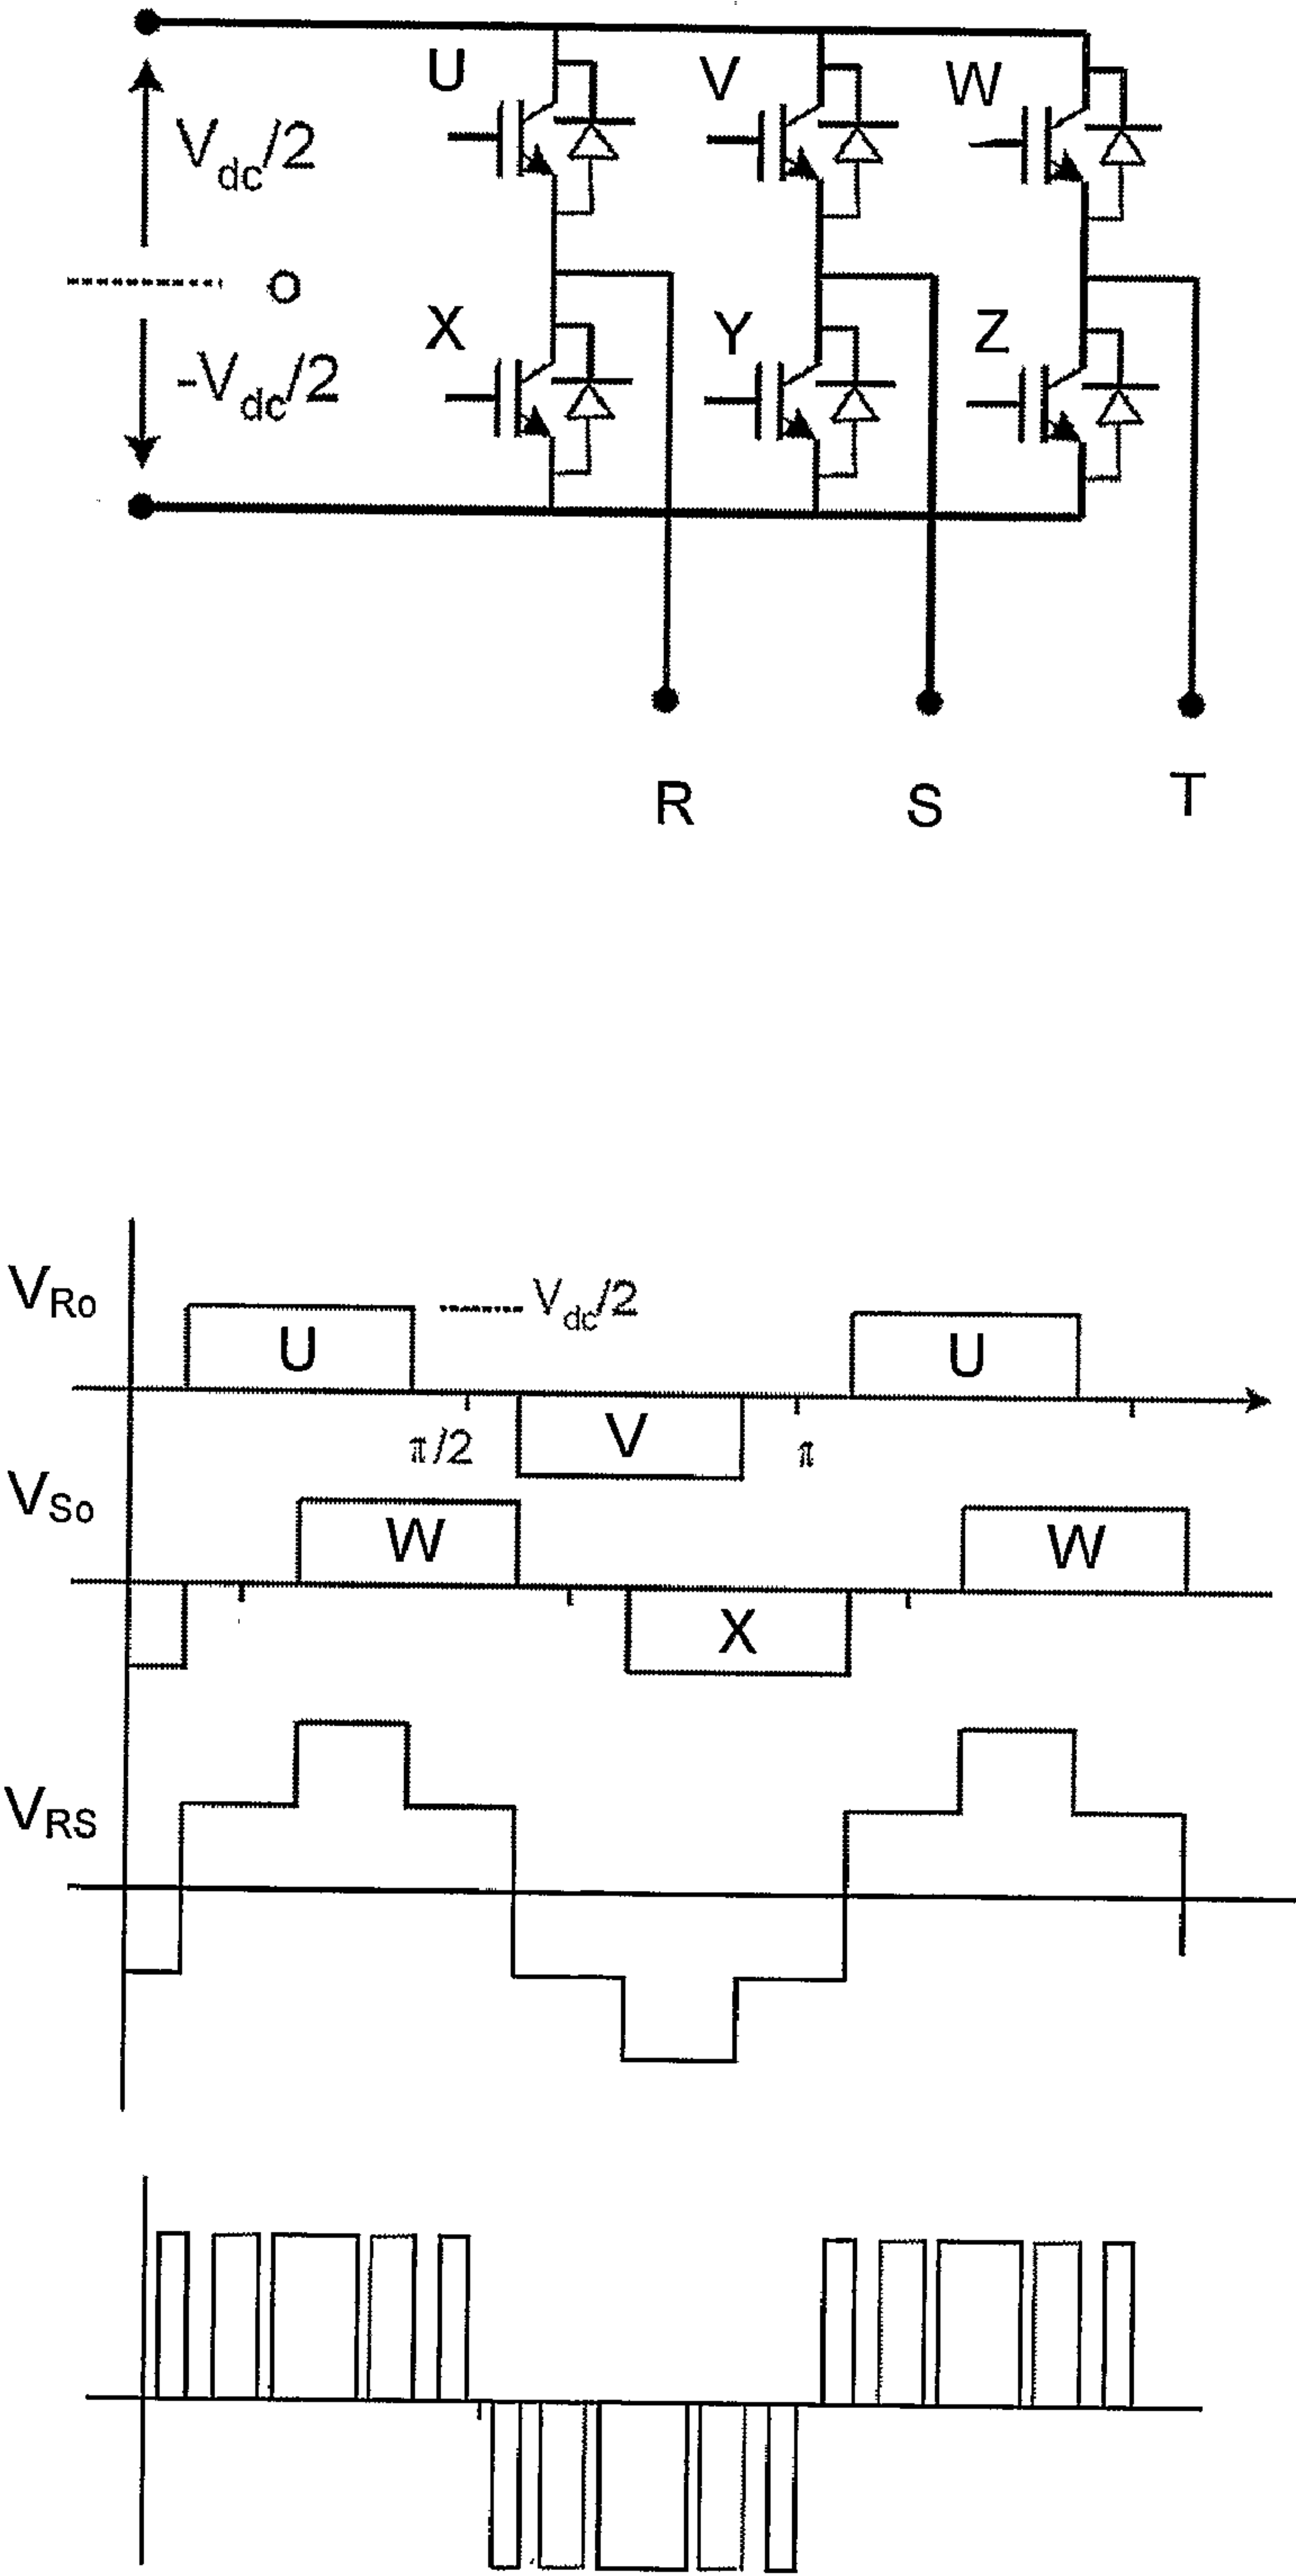 U
V
W
Vdc/2
o
X
Y
Z
-Vdc/2
R
S
T
VRo
U
Vdc/2
U
π/2
V
π
VSo
W
W
X
VRS